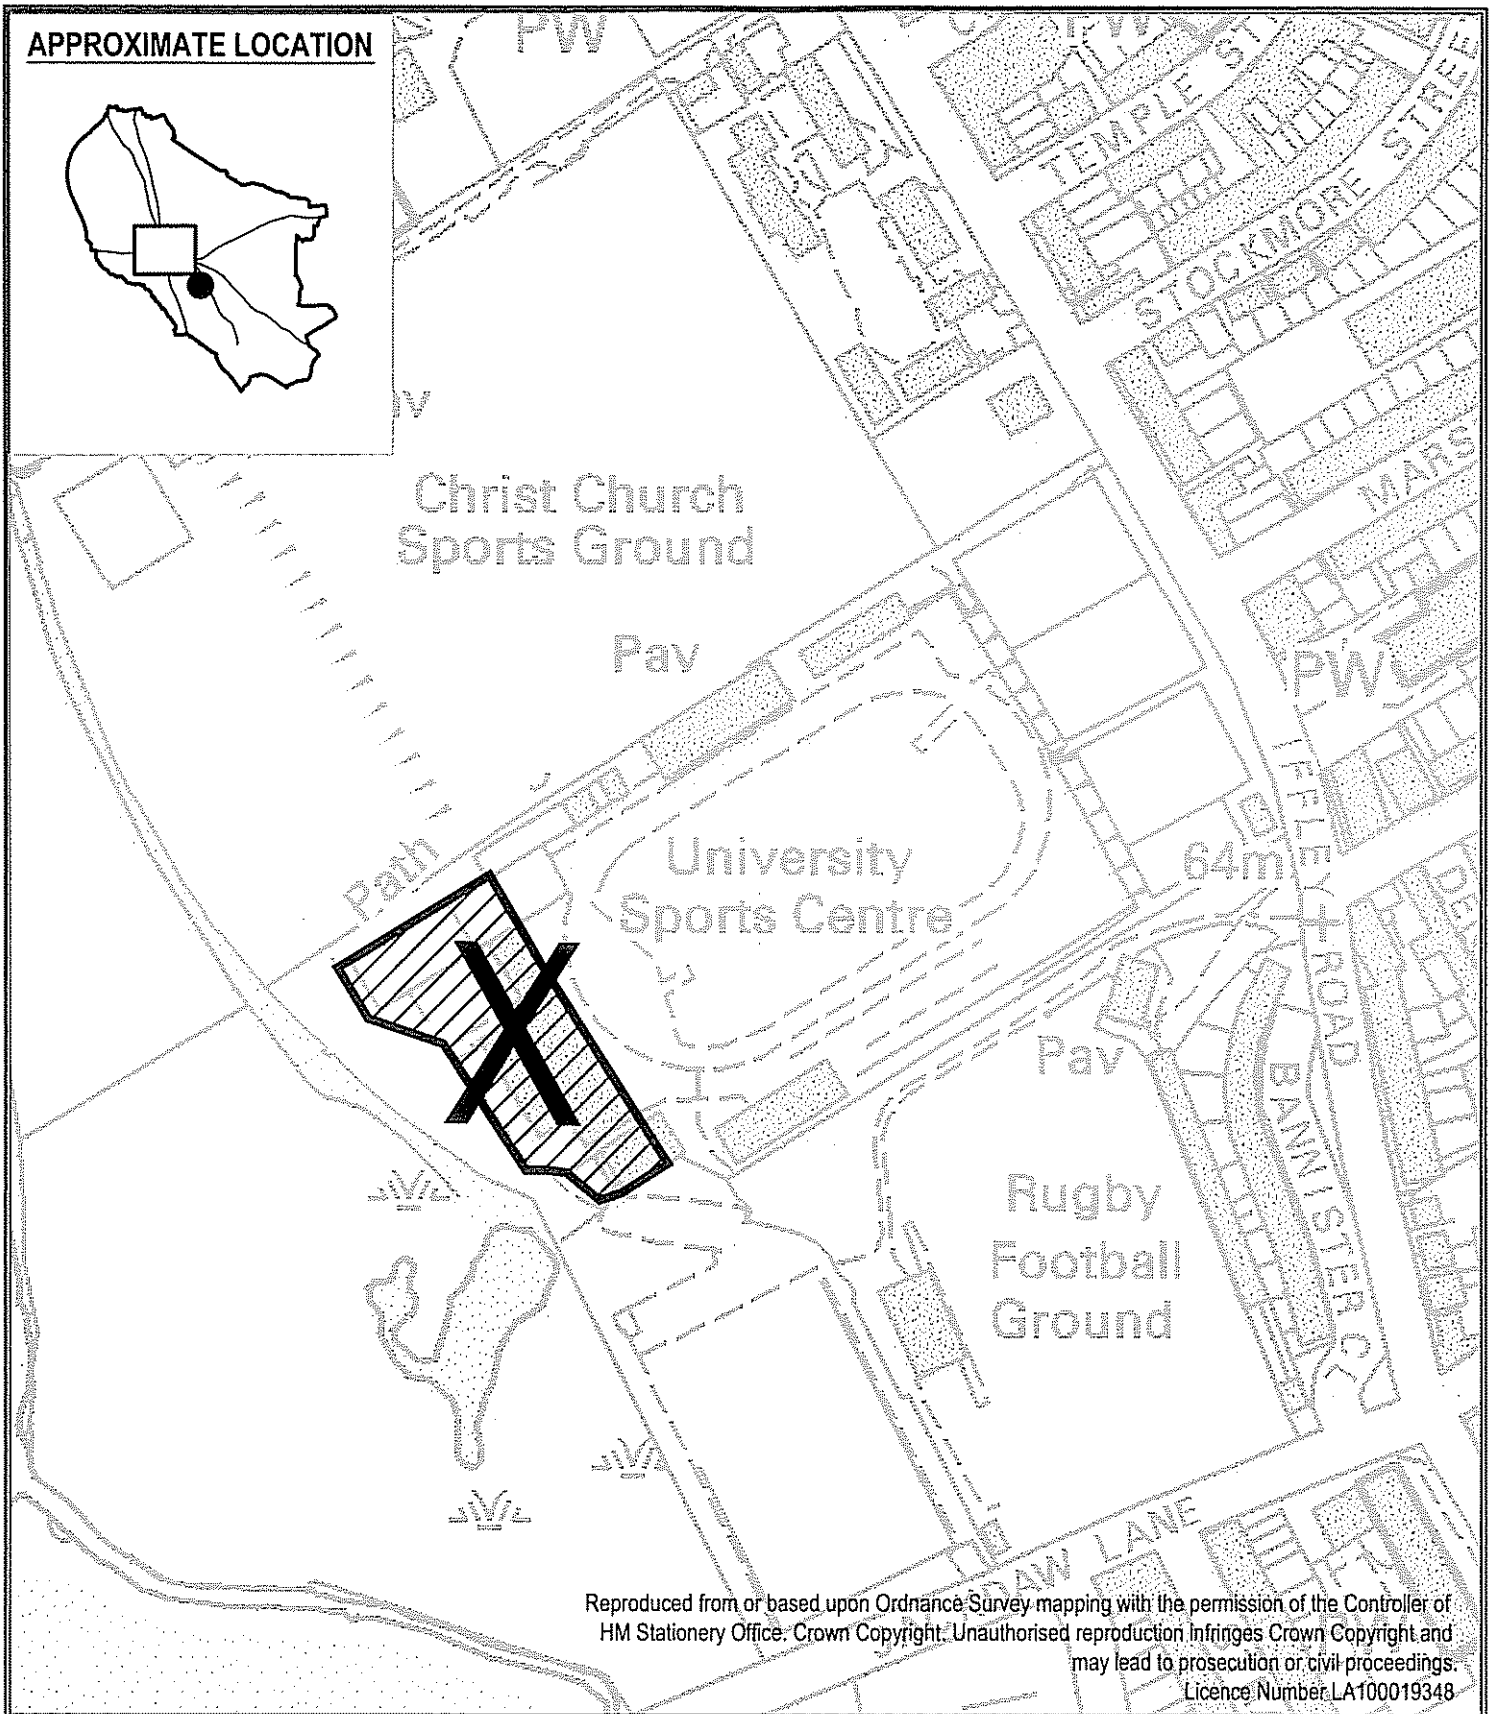 APPROXIMATE LOCATION
PW
PW
TEMPLE ST
STOCKMORE STREE
MARS
Christ Church
Sports Ground
Pav
PW
IFFLEY ROAD
University
Sports Centre
64m
Path
Pav
BANNISTER CL
Rugby
Football
Ground
LANE
Reproduced from or based upon Ordnance Survey mapping with the permission of the Controller of
HM Stationery Office. Crown Copyright. Unauthorised reproduction infringes Crown Copyright and
may lead to prosecution or civil proceedings.
Licence Number LA100019348